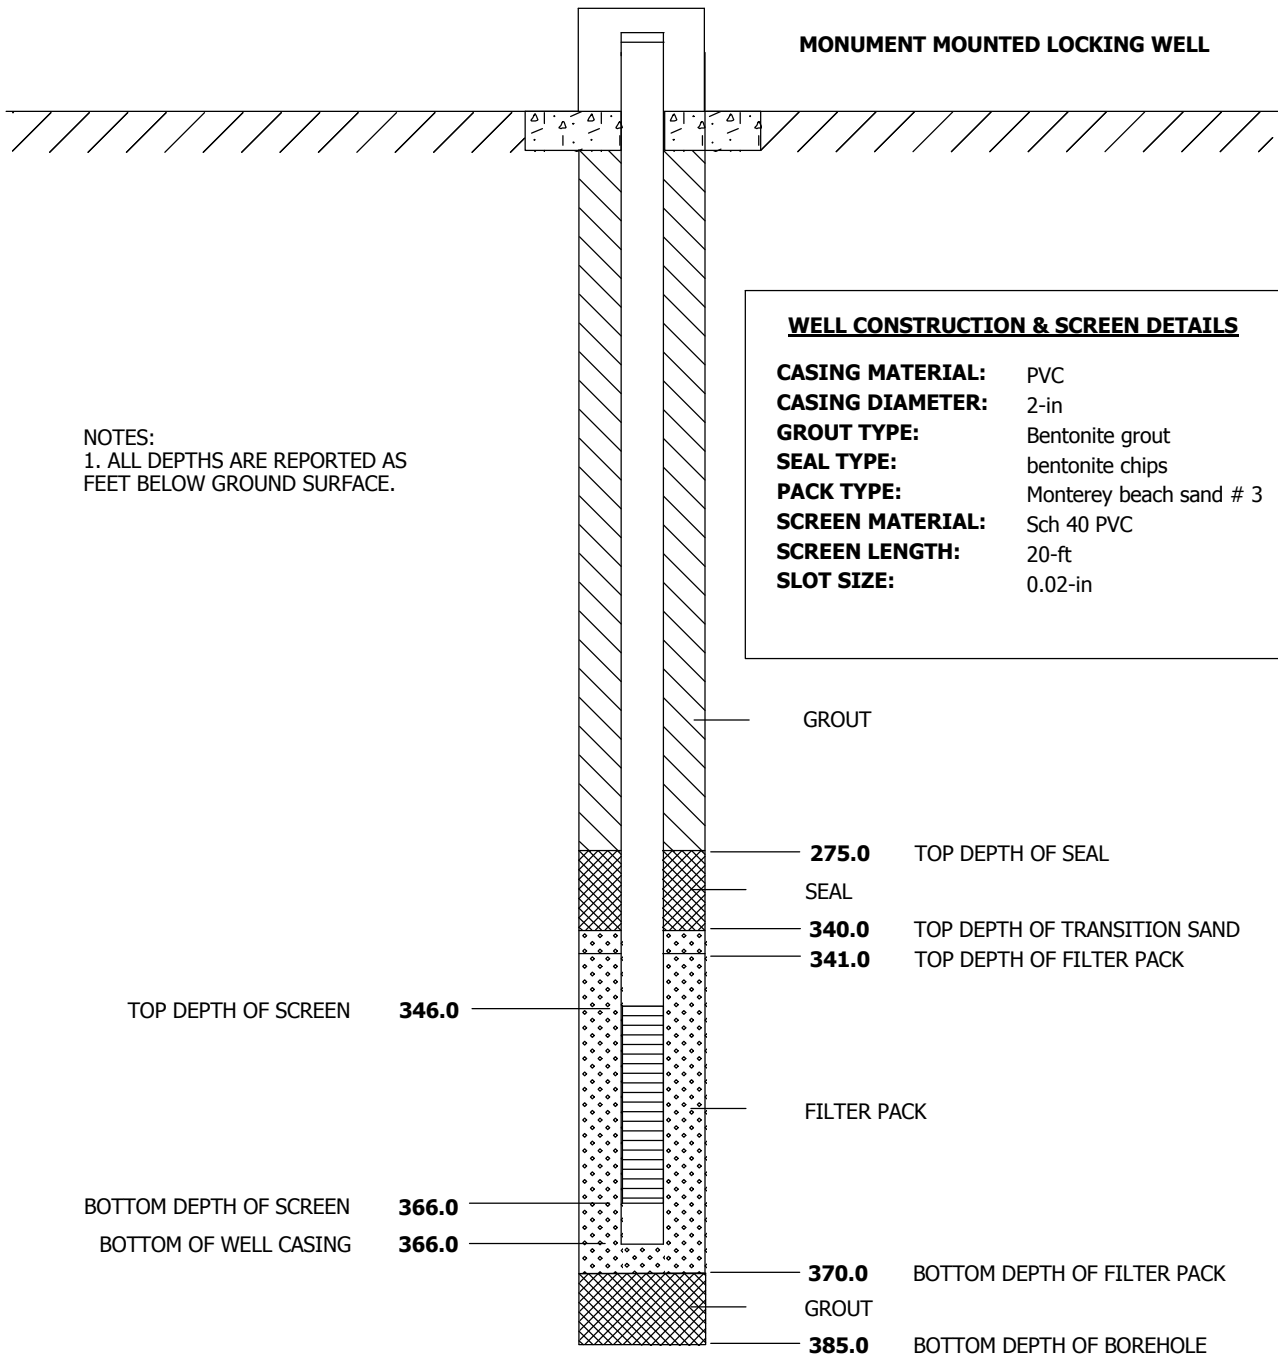 MONUMENT MOUNTED LOCKING WELL
WELL CONSTRUCTION & SCREEN DETAILS
CASING MATERIAL: PVC
CASING DIAMETER: 2-in
GROUT TYPE: Bentonite grout
SEAL TYPE: bentonite chips
PACK TYPE: Monterey beach sand # 3
SCREEN MATERIAL: Sch 40 PVC
SCREEN LENGTH: 20-ft
SLOT SIZE: 0.02-in
NOTES:
1. ALL DEPTHS ARE REPORTED AS
FEET BELOW GROUND SURFACE.
GROUT
275.0 TOP DEPTH OF SEAL
SEAL
340.0 TOP DEPTH OF TRANSITION SAND
341.0 TOP DEPTH OF FILTER PACK
TOP DEPTH OF SCREEN 346.0
FILTER PACK
BOTTOM DEPTH OF SCREEN 366.0
BOTTOM OF WELL CASING 366.0
370.0 BOTTOM DEPTH OF FILTER PACK
GROUT
385.0 BOTTOM DEPTH OF BOREHOLE